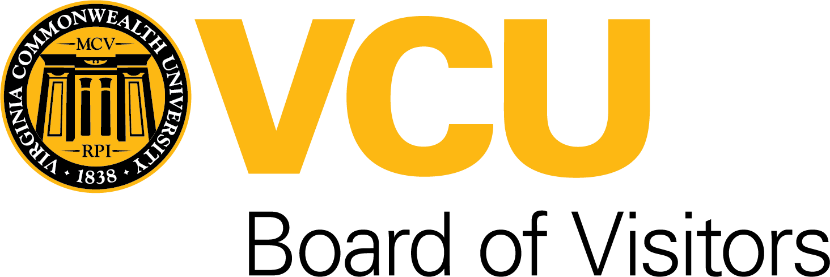 VIRGINIA COMMONWEALTH UNIVERSITY
MCV
RPI
· 1838 ·
VCU
Board of Visitors